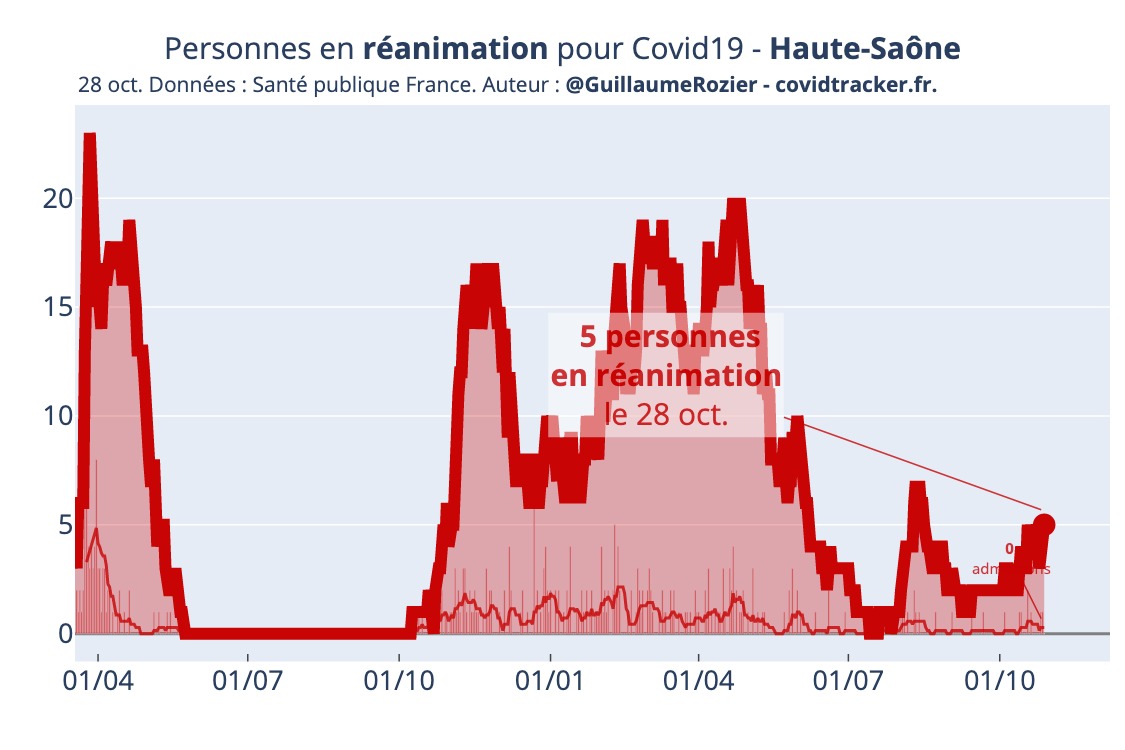 Personnes en réanimation pour Covid19 - Haute-Saône
28 oct. Données : Santé publique France. Auteur : @GuillaumeRozier - covidtracker.fr.
20
15
10
5
0
5 personnes
en réanimation
le 28 oct.
0
01/04 01/07 01/10 01/01 01/04 01/07 01/10